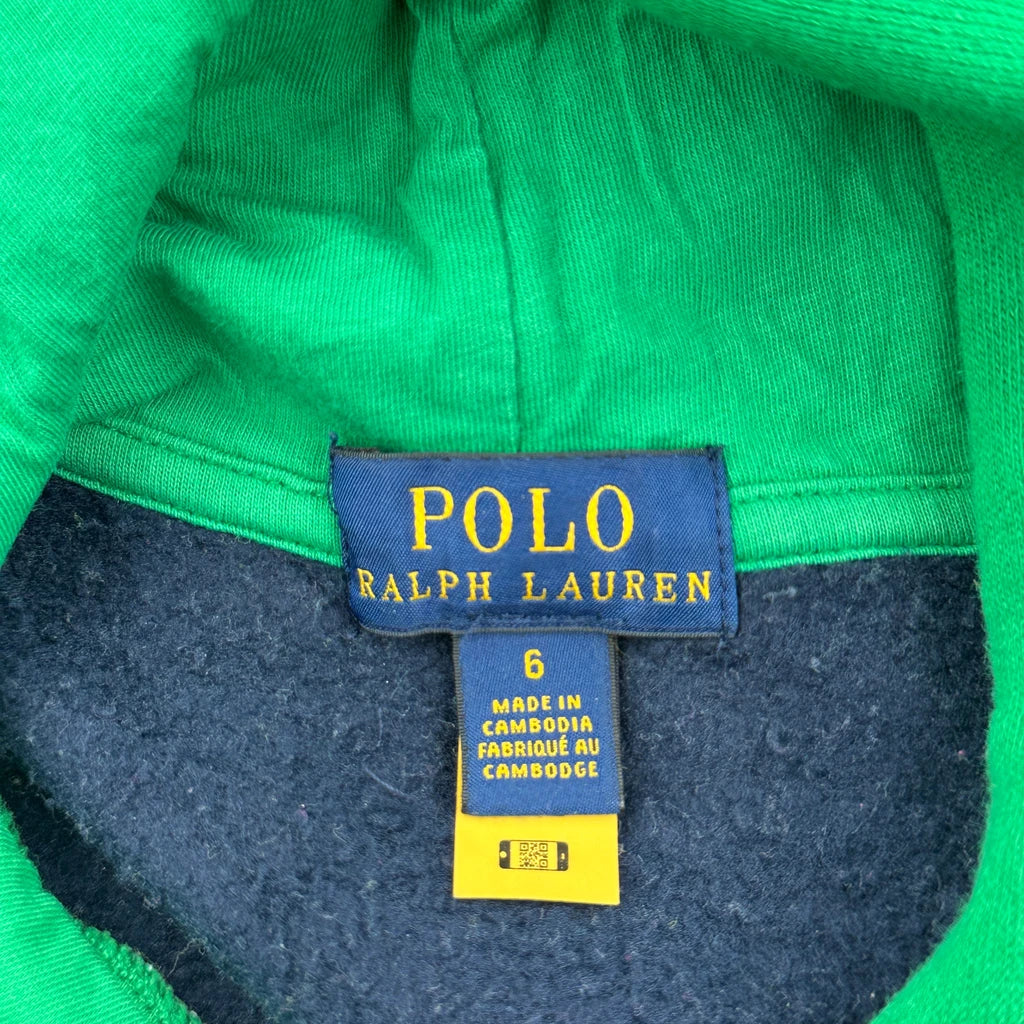 POLO
RALPH LAUREN
6
MADE IN
CAMBODIA
FABRIQUÉ AU
CAMBODGE